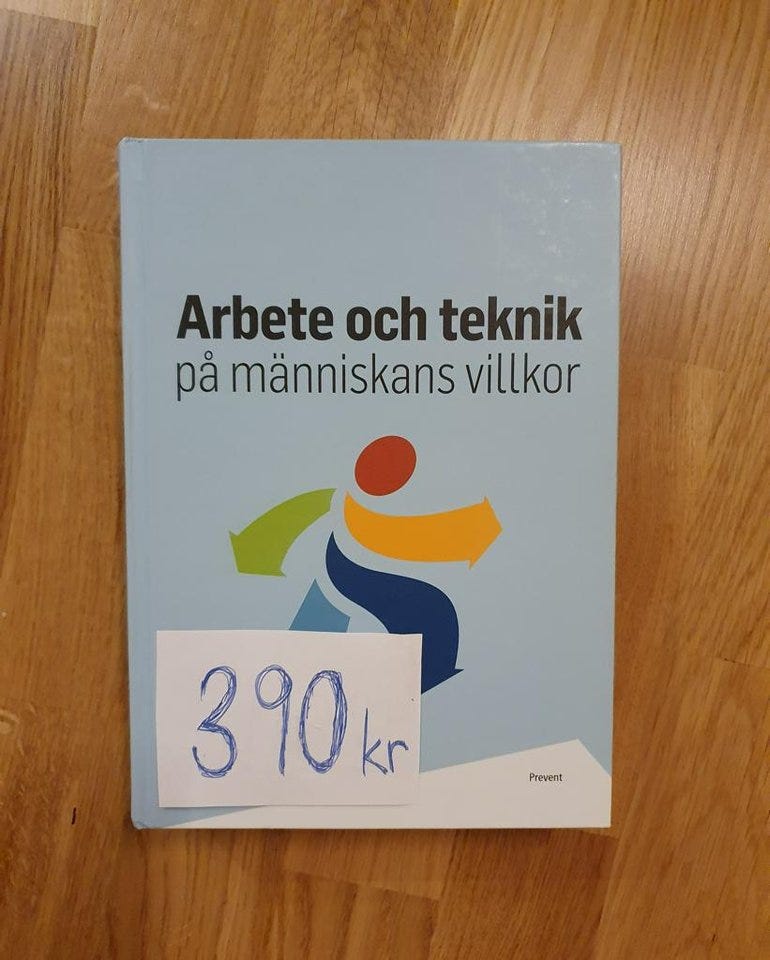 Arbete och teknik
på människans villkor
390 kr
Prevent